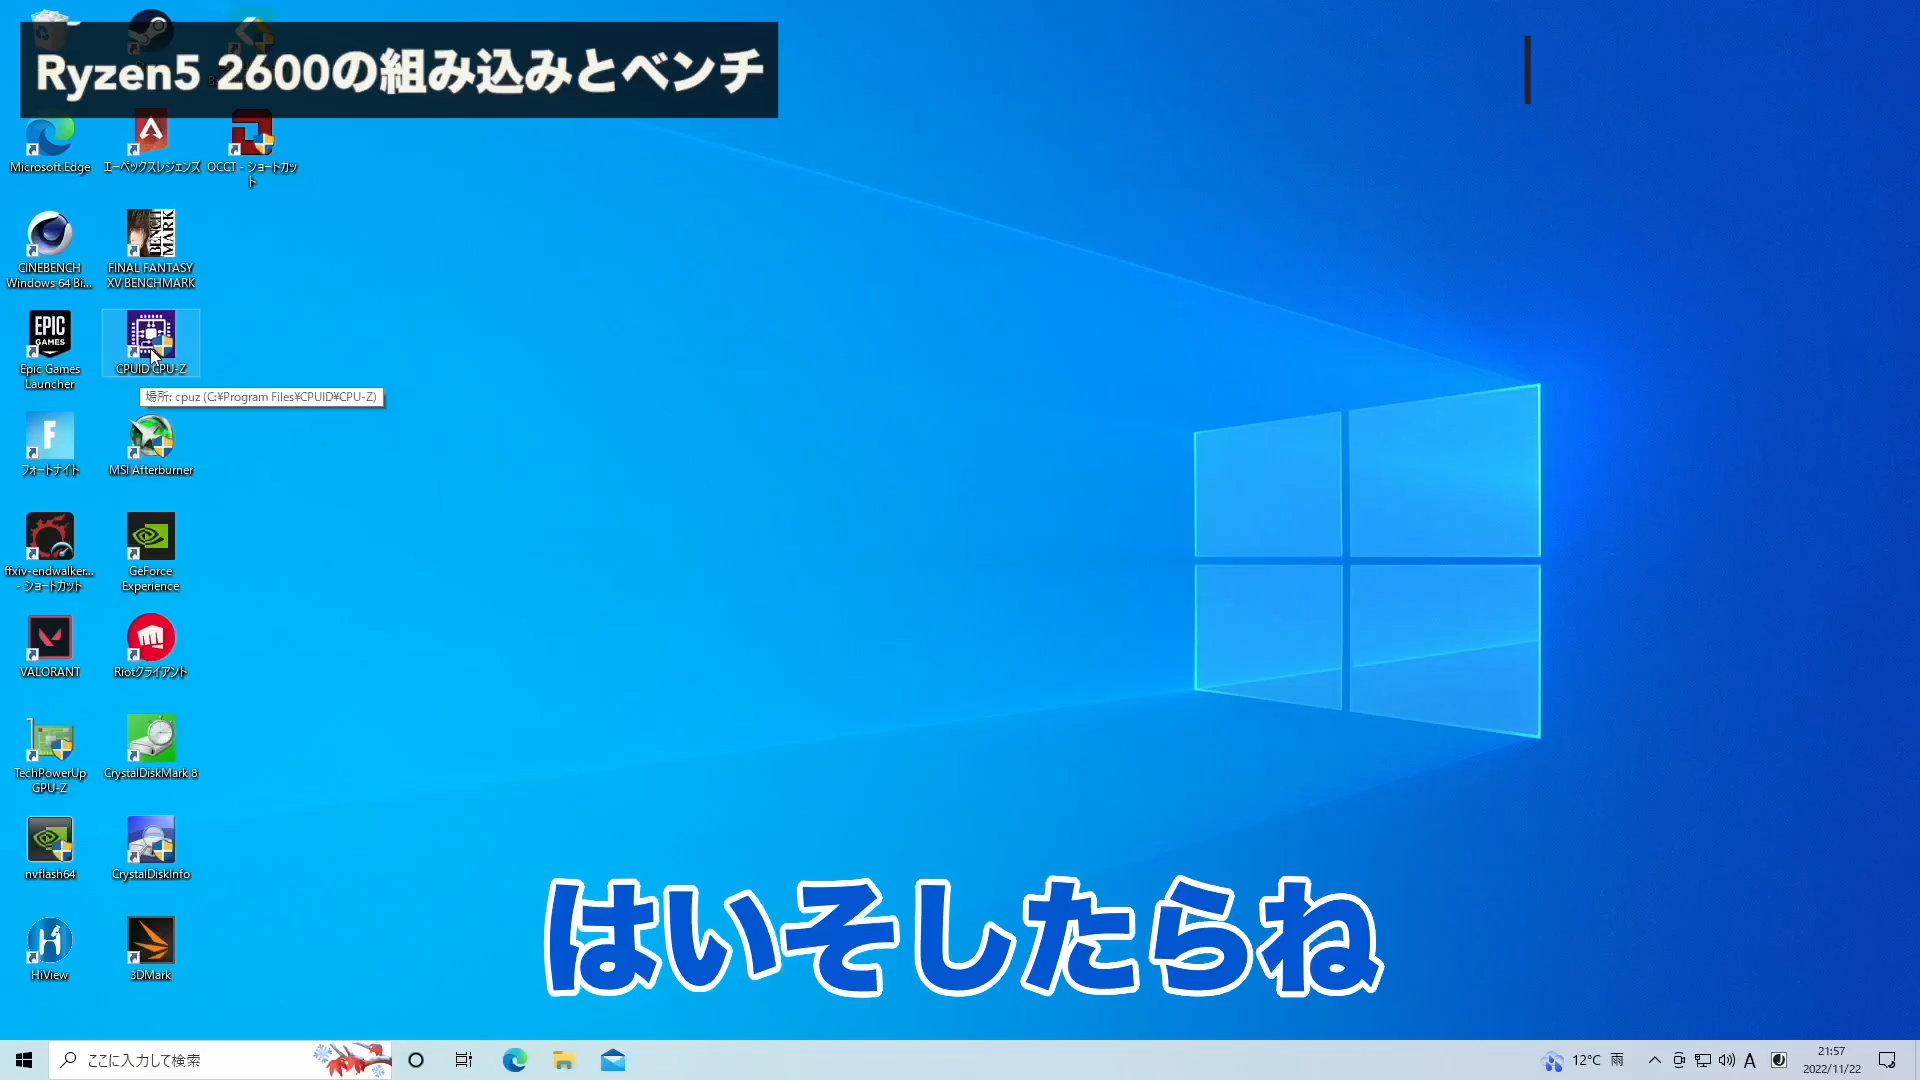 Ryzen5 2600の組み込みとベンチ
Microsoft Edge
エーペックスレジェンズ
OCCT - ショートカッ
ト
CINEBENCH
Windows 64 Bi...
BENCH
MARK
FINAL FANTASY
XV BENCHMARK
EPIC
GAMES
Epic Games
Launcher
CPUID CPU-Z
場所: cpuz (C:¥Program Files¥CPUID¥CPU-Z)
F
フォートナイト
MSI Afterburner
ffxiv-endwalker...
- ショートカット
GeForce
Experience
VALORANT
Riotクライアント
TechPowerUp
GPU-Z
CrystalDiskMark 8
nvflash64
CrystalDiskInfo
H
HiView
3DMark
はいそしたらね
ここに入力して検索
12°C 雨
A
21:57
2022/11/22